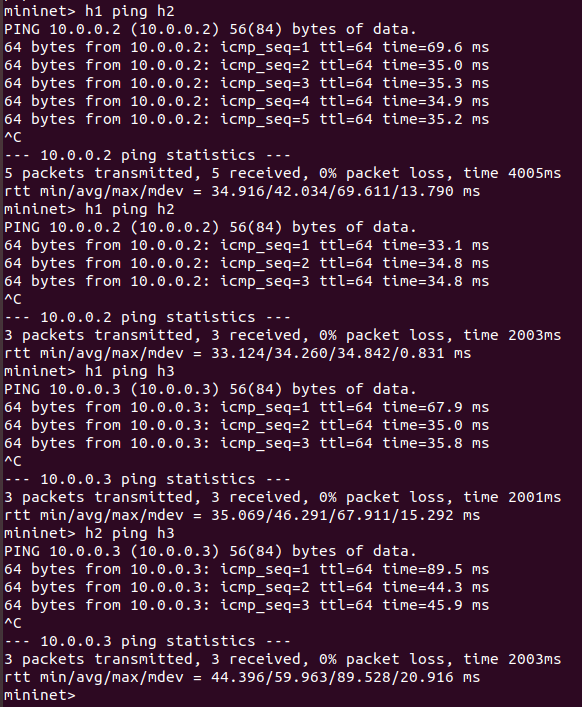 mininet> h1 ping h2
PING 10.0.0.2 (10.0.0.2) 56(84) bytes of data.
64 bytes from 10.0.0.2: icmp_seq=1 ttl=64 time=69.6 ms
64 bytes from 10.0.0.2: icmp_seq=2 ttl=64 time=35.0 ms
64 bytes from 10.0.0.2: icmp_seq=3 ttl=64 time=35.3 ms
64 bytes from 10.0.0.2: icmp_seq=4 ttl=64 time=34.9 ms
64 bytes from 10.0.0.2: icmp_seq=5 ttl=64 time=35.2 ms
^C
--- 10.0.0.2 ping statistics ---
5 packets transmitted, 5 received, 0% packet loss, time 4005ms
rtt min/avg/max/mdev = 34.916/42.034/69.611/13.790 ms
mininet> h1 ping h2
PING 10.0.0.2 (10.0.0.2) 56(84) bytes of data.
64 bytes from 10.0.0.2: icmp_seq=1 ttl=64 time=33.1 ms
64 bytes from 10.0.0.2: icmp_seq=2 ttl=64 time=34.8 ms
64 bytes from 10.0.0.2: icmp_seq=3 ttl=64 time=34.8 ms
^C
--- 10.0.0.2 ping statistics ---
3 packets transmitted, 3 received, 0% packet loss, time 2003ms
rtt min/avg/max/mdev = 33.124/34.260/34.842/0.831 ms
mininet> h1 ping h3
PING 10.0.0.3 (10.0.0.3) 56(84) bytes of data.
64 bytes from 10.0.0.3: icmp_seq=1 ttl=64 time=67.9 ms
64 bytes from 10.0.0.3: icmp_seq=2 ttl=64 time=35.0 ms
64 bytes from 10.0.0.3: icmp_seq=3 ttl=64 time=35.8 ms
^C
--- 10.0.0.3 ping statistics ---
3 packets transmitted, 3 received, 0% packet loss, time 2001ms
rtt min/avg/max/mdev = 35.069/46.291/67.911/15.292 ms
mininet> h2 ping h3
PING 10.0.0.3 (10.0.0.3) 56(84) bytes of data.
64 bytes from 10.0.0.3: icmp_seq=1 ttl=64 time=89.5 ms
64 bytes from 10.0.0.3: icmp_seq=2 ttl=64 time=44.3 ms
64 bytes from 10.0.0.3: icmp_seq=3 ttl=64 time=45.9 ms
^C
--- 10.0.0.3 ping statistics ---
3 packets transmitted, 3 received, 0% packet loss, time 2003ms
rtt min/avg/max/mdev = 44.396/59.963/89.528/20.916 ms
mininet>